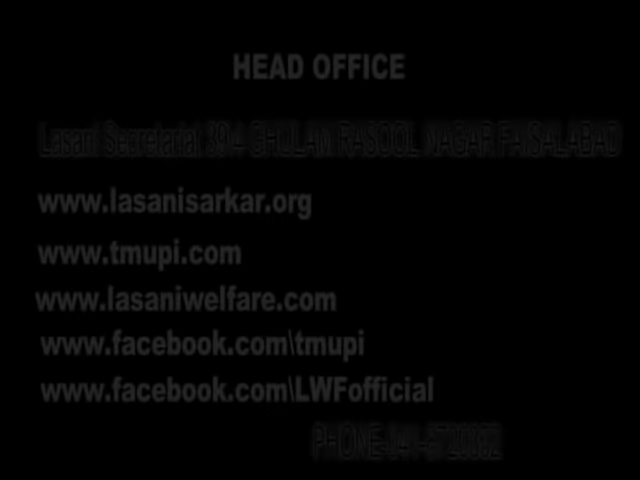 HEAD OFFICE
Lasani Secretariat 39-A GHULAM RASOOL NAGAR FAISALABAD
www.lasanisarkar.org
www.tmupi.com
www.lasaniwelfare.com
www.facebook.com\tmupi
www.facebook.com\LWFofficial
PHONE